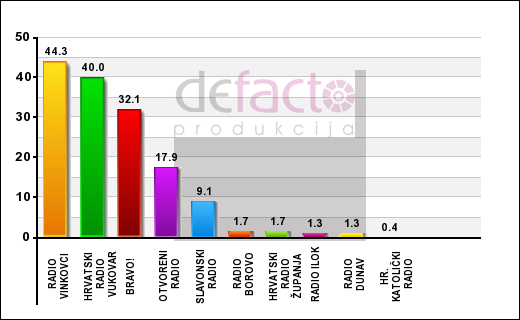 50
40
30
20
10
0
44.3
40.0
32.1
17.9
9.1
1.7
1.7
1.3
1.3
0.4
defacto
produkcija
RADIO
VINKOVCI
HRVATSKI
RADIO
VUKOVAR
BRAVO!
OTVORENI
RADIO
SLAVONSKI
RADIO
RADIO
BOROVO
HRVATSKI
RADIO
ŽUPANJA
RADIO ILOK
RADIO
DUNAV
HR.
KATOLIČKI
RADIO